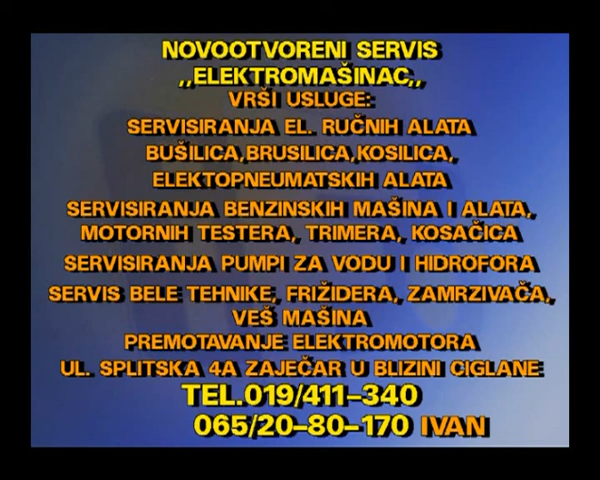 NOVOOTVORENI SERVIS
,,ELEKTROMAŠINAC,,
VRŠI USLUGE:
SERVISIRANJA EL. RUČNIH ALATA
BUŠILICA,BRUSILICA,KOSILICA,
ELEKTOPNEUMATSKIH ALATA
SERVISIRANJA BENZINSKIH MAŠINA I ALATA,
MOTORNIH TESTERA, TRIMERA, KOSAČICA
SERVISIRANJA PUMPI ZA VODU I HIDROFORA
SERVIS BELE TEHNIKE, FRIŽIDERA, ZAMRZIVAČA,
VEŠ MAŠINA
PREMOTAVANJE ELEKTROMOTORA
UL. SPLITSKA 4A ZAJEČAR U BLIZINI CIGLANE
TEL.019/411-340
065/20-80-170 IVAN